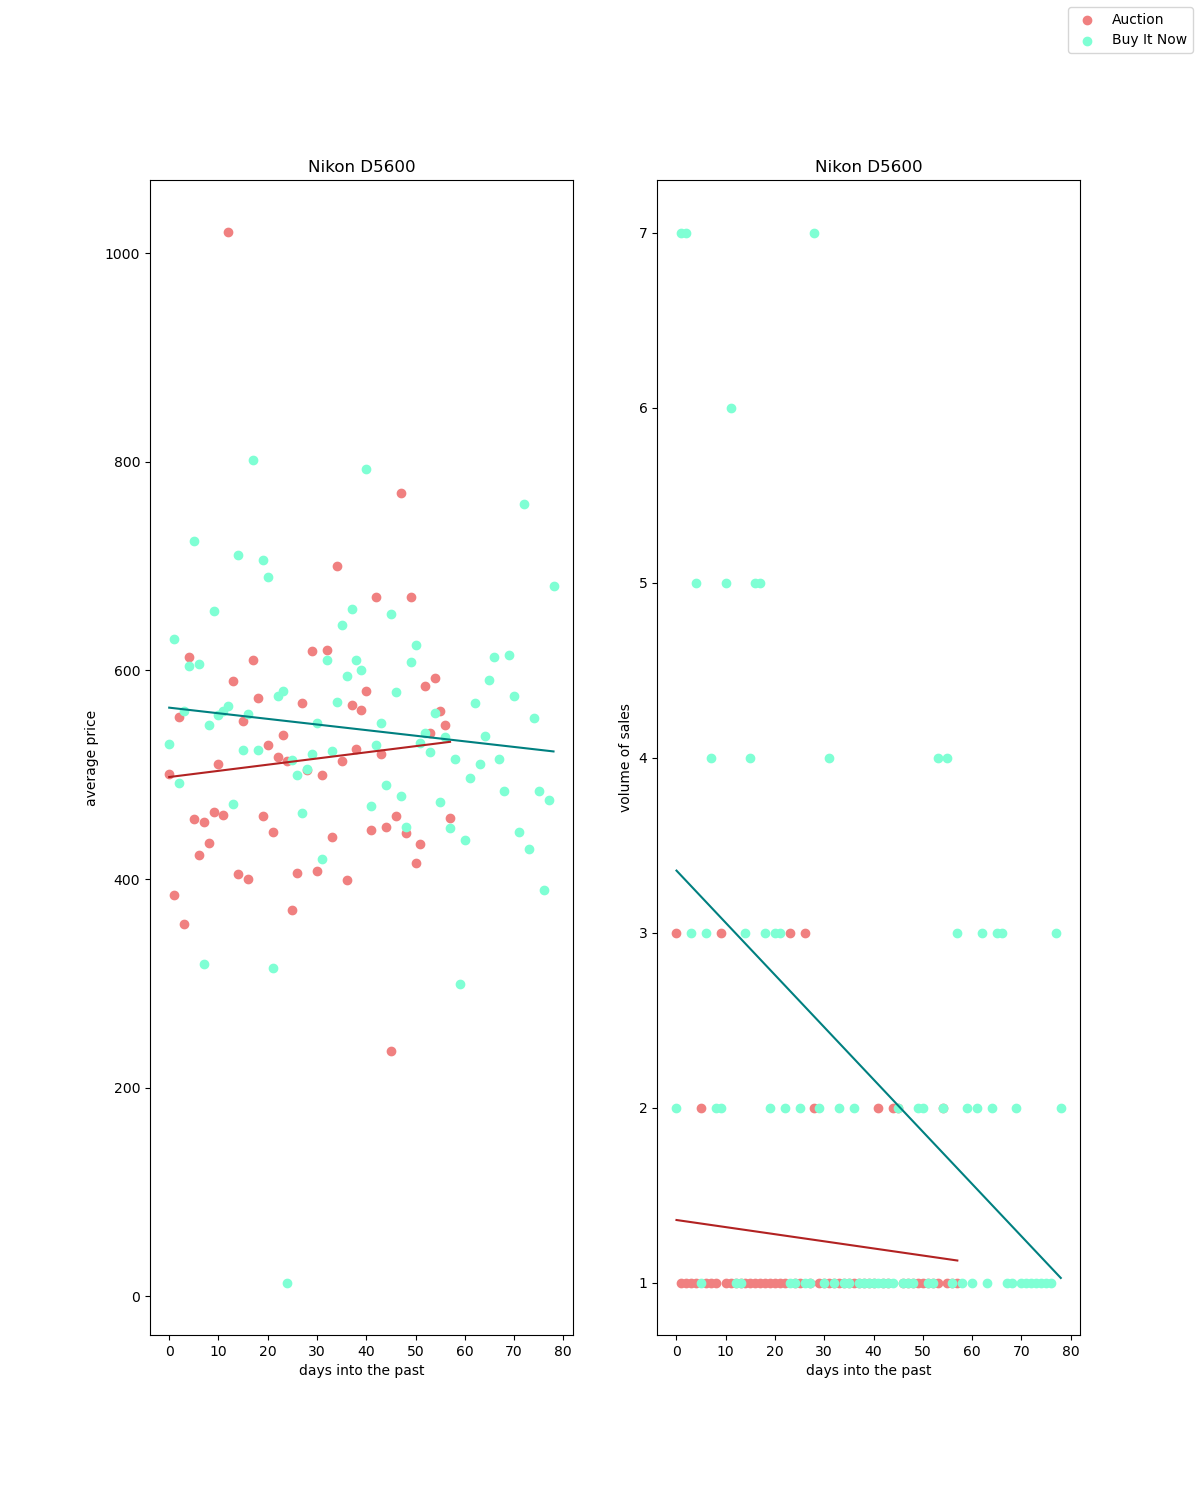 Auction
Buy It Now
Nikon D5600
1000
800
600
400
200
0
average price
0 10 20 30 40 50 60 70 80
days into the past
Nikon D5600
7
6
5
4
3
2
1
volume of sales
0 10 20 30 40 50 60 70 80
days into the past